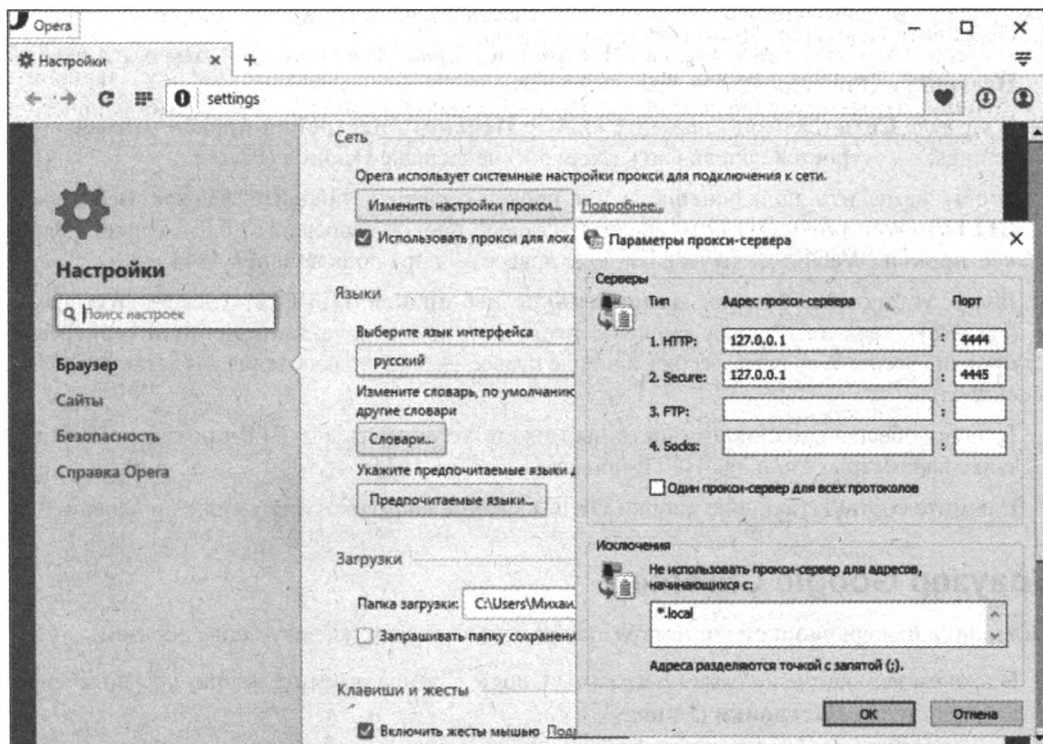 Opera
Настройки
settings
Сеть
Opera использует системные настройки прокси для подключения к сети.
Изменить настройки прокси...
Подробнее...
Использовать прокси для лока
Настройки
Поиск настроек
Браузер
Сайты
Безопасность
Справка Opera
Языки
Выберите язык интерфейса
русский
Измените словарь, по умолчанию
другие словари
Словари...
Укажите предпочитаемые языки д
Предпочитаемые языки...
Загрузки
Папка загрузки: C:\Users\Михаи
Запрашивать папку сохранени
Клавиши и жесты
Включить жесты мышью
Параметры прокси-сервера
Серверы
Тип Адрес прокси-сервера Порт
1. HTTP: 127.0.0.1 : 4444
2. Secure: 127.0.0.1 : 4445
3. FTP: :
4. Socks: :
Один прокси-сервер для всех протоколов
Исключения
Не использовать прокси-сервер для адресов,
начинающихся с:
*.local
Адреса разделяются точкой с запятой (;).
ОК Отмена